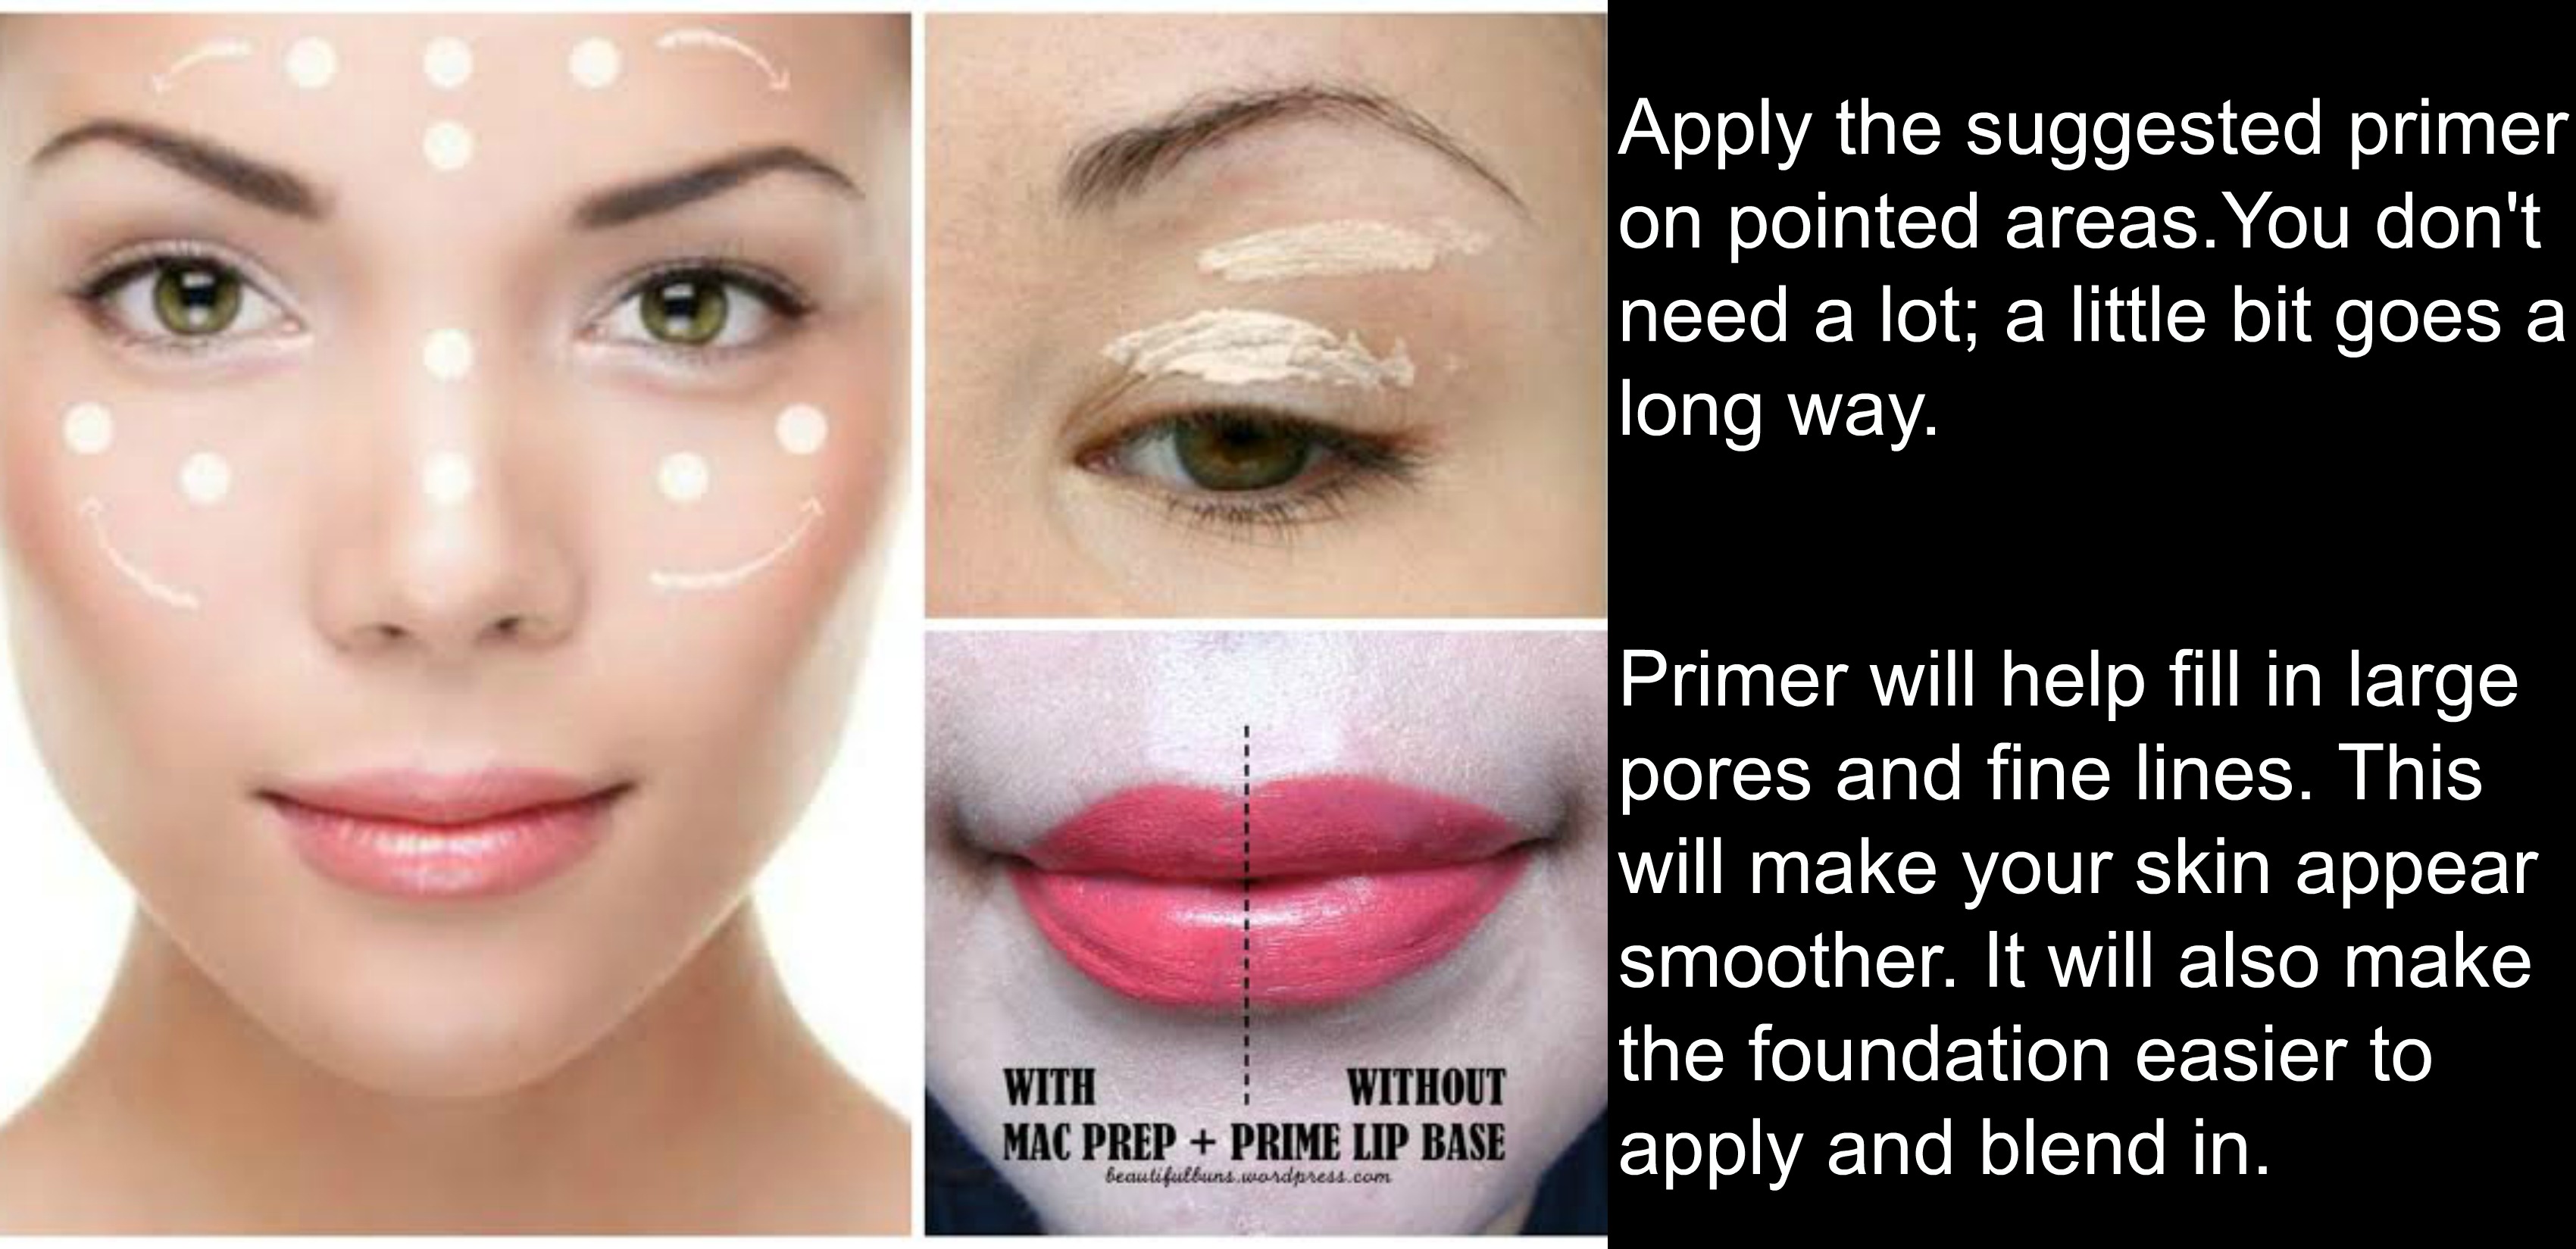 Apply the suggested primer
on pointed areas.You don't
need a lot; a little bit goes a
long way.
Primer will help fill in large
pores and fine lines. This
will make your skin appear
smoother. It will also make
the foundation easier to
apply and blend in.
WITH WITHOUT
MAC PREP + PRIME LIP BASE
beautifulbuns.wordpress.com